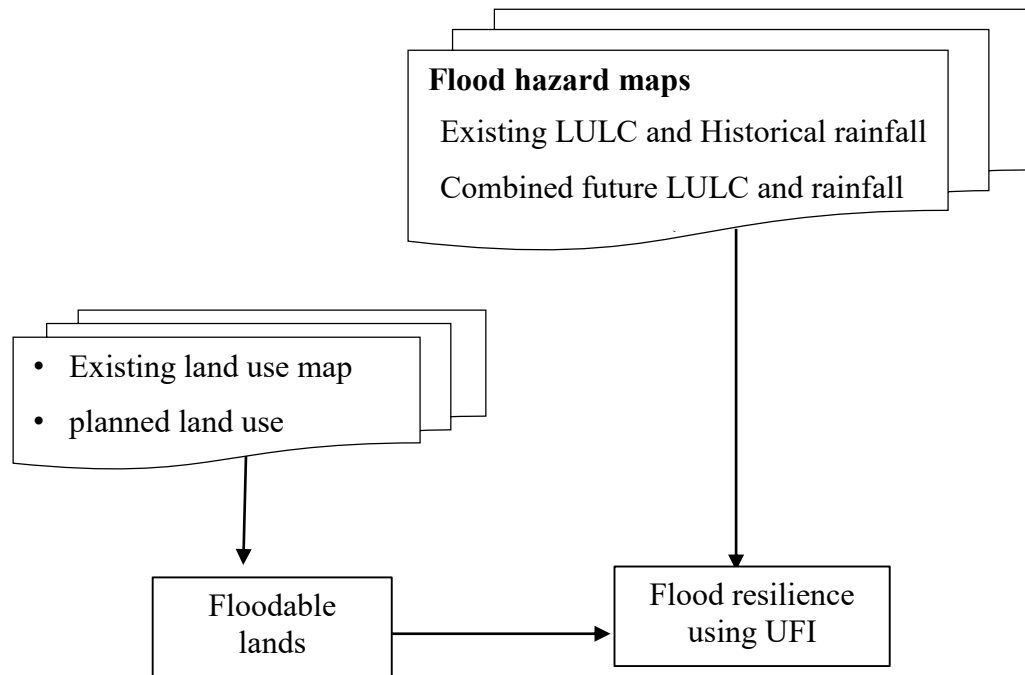 Flood hazard maps
Existing LULC and Historical rainfall
Combined future LULC and rainfall
• Existing land use map
• planned land use
Floodable
lands
Flood resilience
using UFI